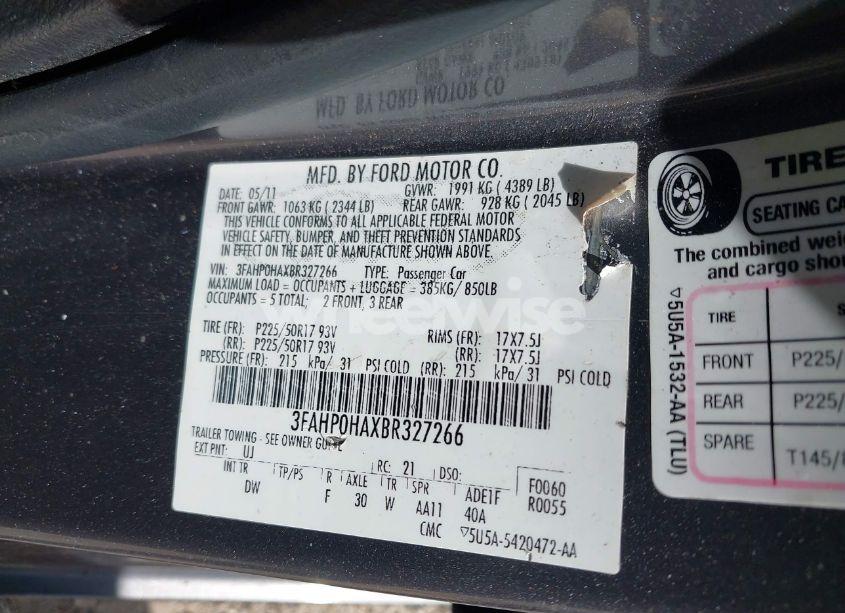 MFD. BY FORD MOTOR CO
MFD. BY FORD MOTOR CO.
DATE: 05/11 GVWR: 1991 KG ( 4389 LB)
FRONT GAWR: 1063 KG ( 2344 LB) REAR GAWR: 928 KG ( 2045 LB)
THIS VEHICLE CONFORMS TO ALL APPLICABLE FEDERAL MOTOR
VEHICLE SAFETY, BUMPER, AND THEFT PREVENTION STANDARDS
IN EFFECT ON THE DATE OF MANUFACTURE SHOWN ABOVE.
VIN: 3FAHP0HAXBR327266 TYPE: Passenger Car
MAXIMUM LOAD = OCCUPANTS + LUGGAGE = 385KG/ 850LB
OCCUPANTS = 5 TOTAL; 2 FRONT, 3 REAR
wheelwise
TIRE (FR): P225/50R17 93V RIMS (FR): 17X7.5J
(RR): P225/50R17 93V (RR): 17X7.5J
PRESSURE (FR): 215 kPa/ 31 PSI COLD (RR): 215 kPa/ 31 PSI COLD
3FAHP0HAXBR327266
TRAILER TOWING - SEE OWNER
EXT PNT: UJ RC: 21 DSO:
INT TR TP/PS R AXLE TR SPR
DW F 30 W AA11 ADE1F 40A
F0060
R0055
CMC ▽5U5A-5420472-AA
TIRE
SEATING CA
The combined weig
and cargo shou
TIRE S
FRONT P225/
REAR P225/
SPARE T145/8
▽5U5A-1532-AA (TLU)